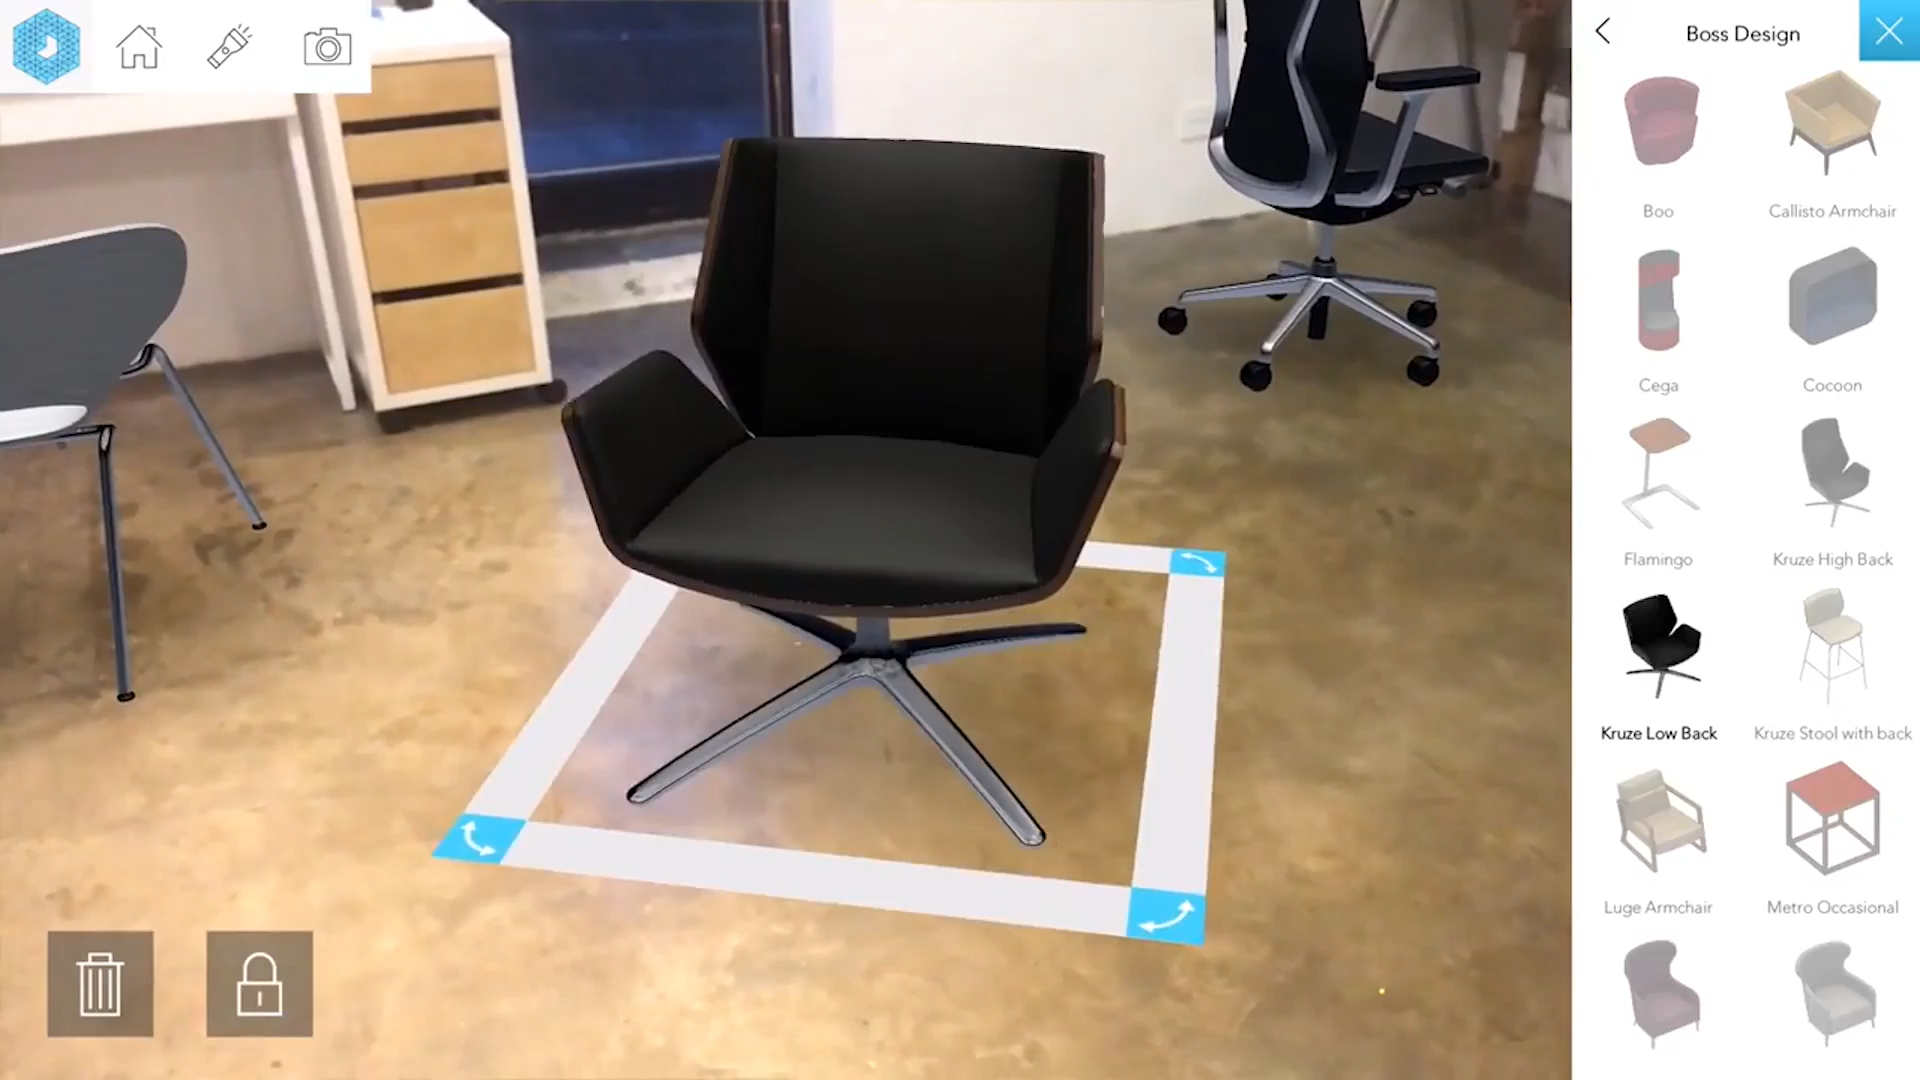 Boss Design
Boo
Callisto Armchair
Cega
Cocoon
Flamingo
Kruze High Back
Kruze Low Back
Kruze Stool with back
Luge Armchair
Metro Occasional